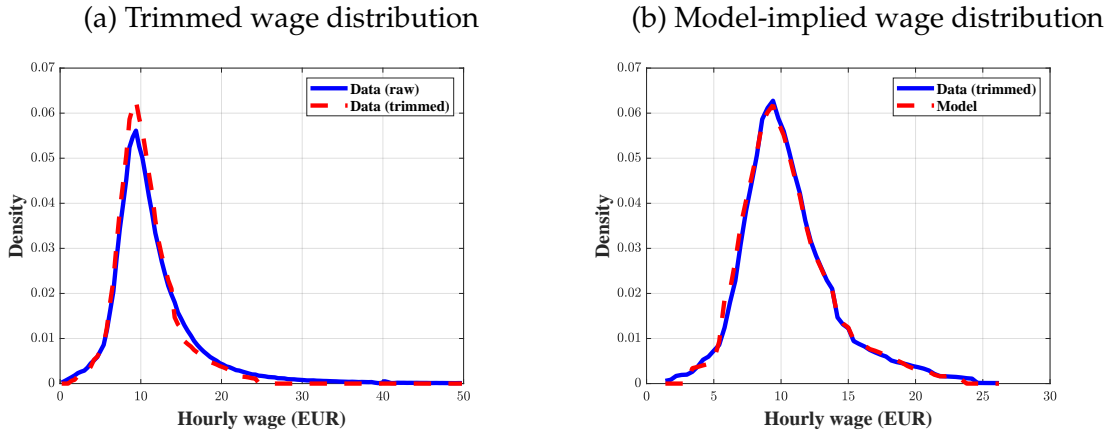 (a) Trimmed wage distribution
0.07
0.06
0.05
0.04
0.03
0.02
0.01
0
Density
Data (raw)
Data (trimmed)
0 10 20 30 40 50
Hourly wage (EUR)
(b) Model-implied wage distribution
0.07
0.06
0.05
0.04
0.03
0.02
0.01
0
Density
Data (trimmed)
Model
0 5 10 15 20 25 30
Hourly wage (EUR)